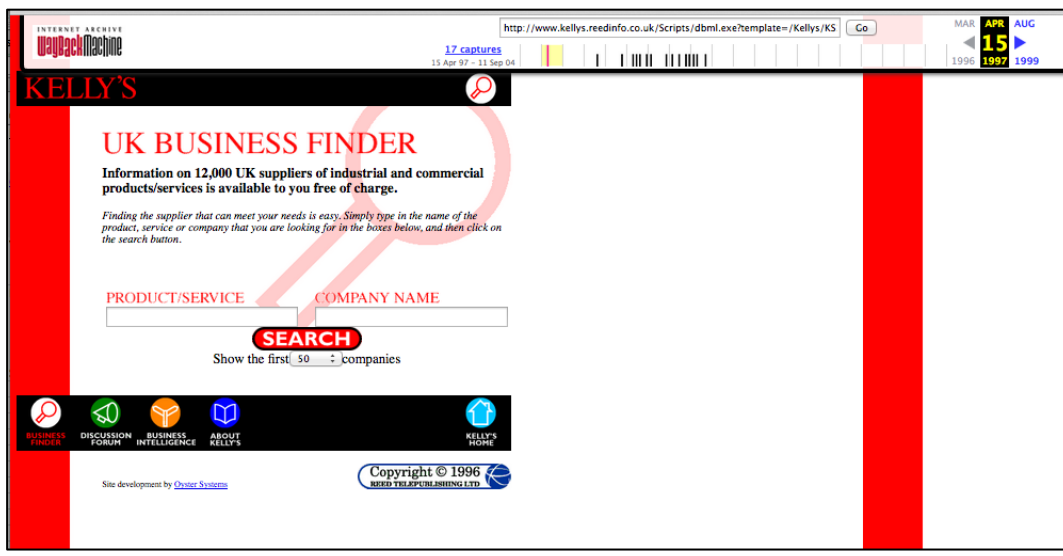 INTERNET ARCHIVE
WayBackMachine
http://www.kellys.reedinfo.co.uk/Scripts/dbml.exe?template=/Kellys/KS
Go
MAR APR AUG
17 captures
15
15 Apr 97 - 11 Sep 04
1996 1997 1999
KELLY'S
UK BUSINESS FINDER
Information on 12,000 UK suppliers of industrial and commercial
products/services is available to you free of charge.
Finding the supplier that can meet your needs is easy. Simply type in the name of the
product, service or company that you are looking for in the boxes below, and then click on
the search button.
PRODUCT/SERVICE COMPANY NAME
SEARCH
Show the first 50 companies
BUSINESS
FINDER
DISCUSSION
FORUM
BUSINESS
INTELLIGENCE
ABOUT
KELLY'S
KELLY'S
HOME
Copyright © 1996
REED TELEPUBLISHING LTD
Site development by Oyster Systems